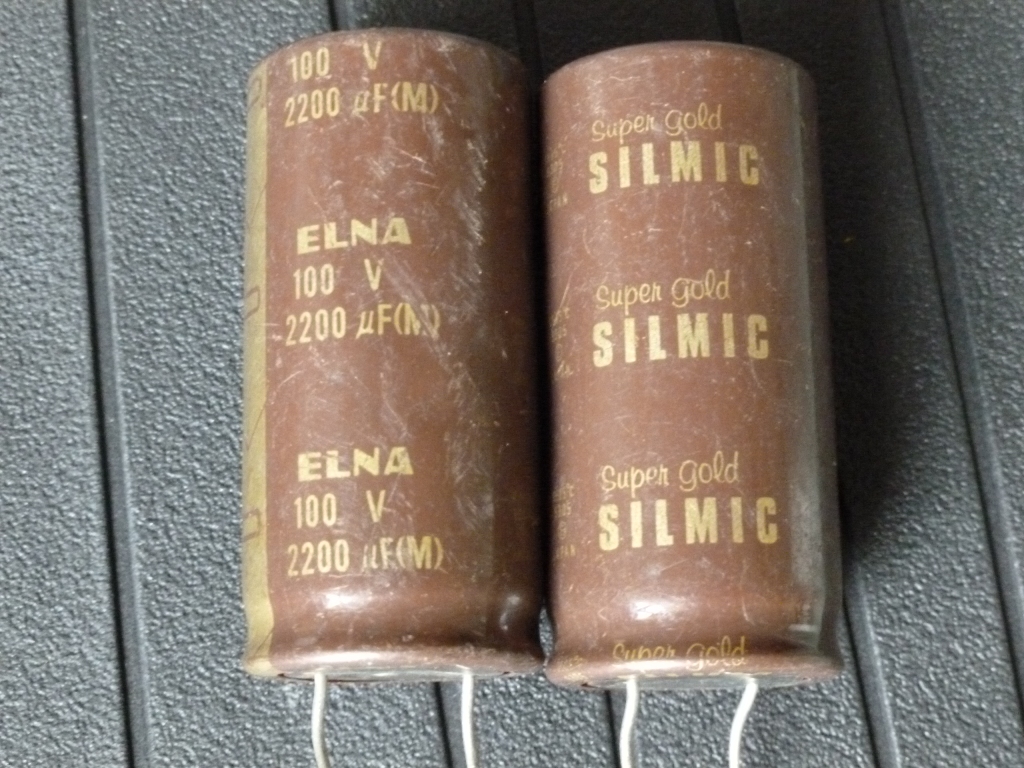 100 V
2200 µF(M)
ELNA
100 V
2200 µF(M)
ELNA
100 V
2200 µF(M)
Super Gold
SILMIC
Super Gold
SILMIC
Super Gold
SILMIC
Super Gold